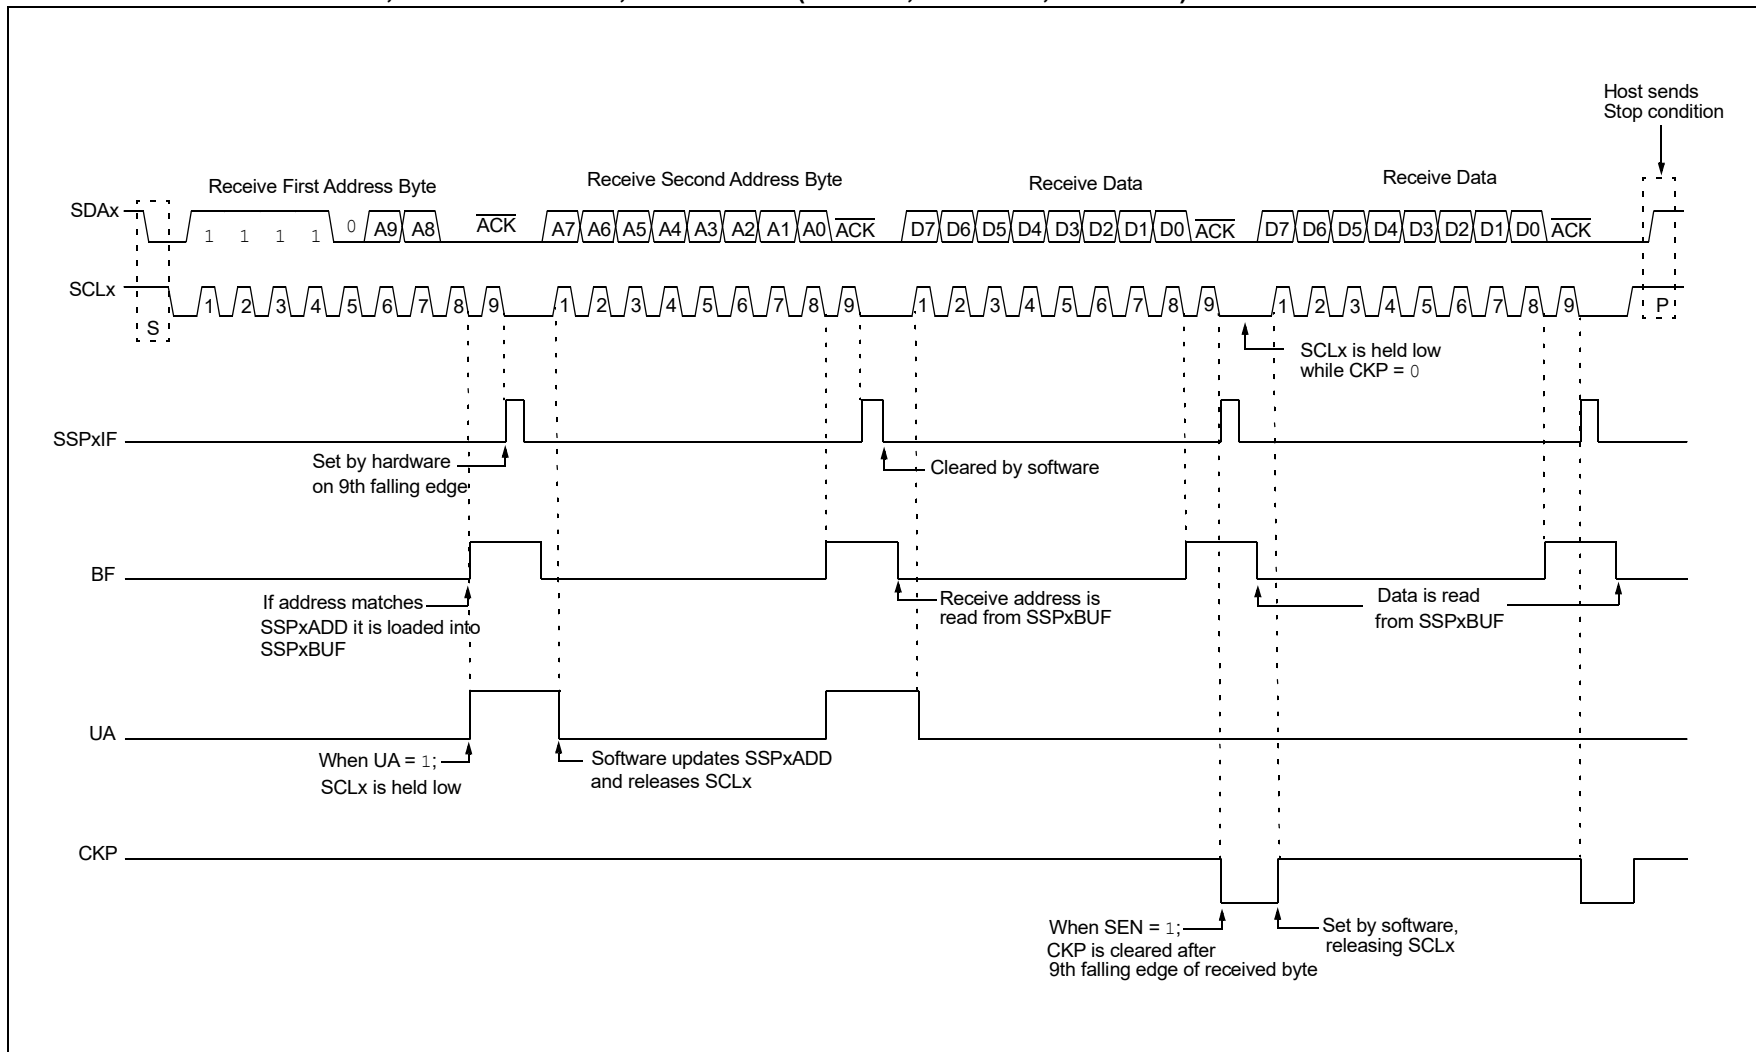 Host sends
Stop condition
Receive First Address Byte
Receive Second Address Byte
Receive Data
Receive Data
SDAx
1 1 1 1 0 A9 A8 ACK A7 A6 A5 A4 A3 A2 A1 A0 ACK D7 D6 D5 D4 D3 D2 D1 D0 ACK D7 D6 D5 D4 D3 D2 D1 D0 ACK
SCLx
S 1 2 3 4 5 6 7 8 9 1 2 3 4 5 6 7 8 9 1 2 3 4 5 6 7 8 9 1 2 3 4 5 6 7 8 9 P
SCLx is held low
while CKP = 0
SSPxIF
Set by hardware
on 9th falling edge
Cleared by software
BF
If address matches
SSPxADD it is loaded into
SSPxBUF
Receive address is
read from SSPxBUF
Data is read
from SSPxBUF
UA
When UA = 1;
SCLx is held low
Software updates SSPxADD
and releases SCLx
CKP
When SEN = 1;
CKP is cleared after
9th falling edge of received byte
Set by software,
releasing SCLx